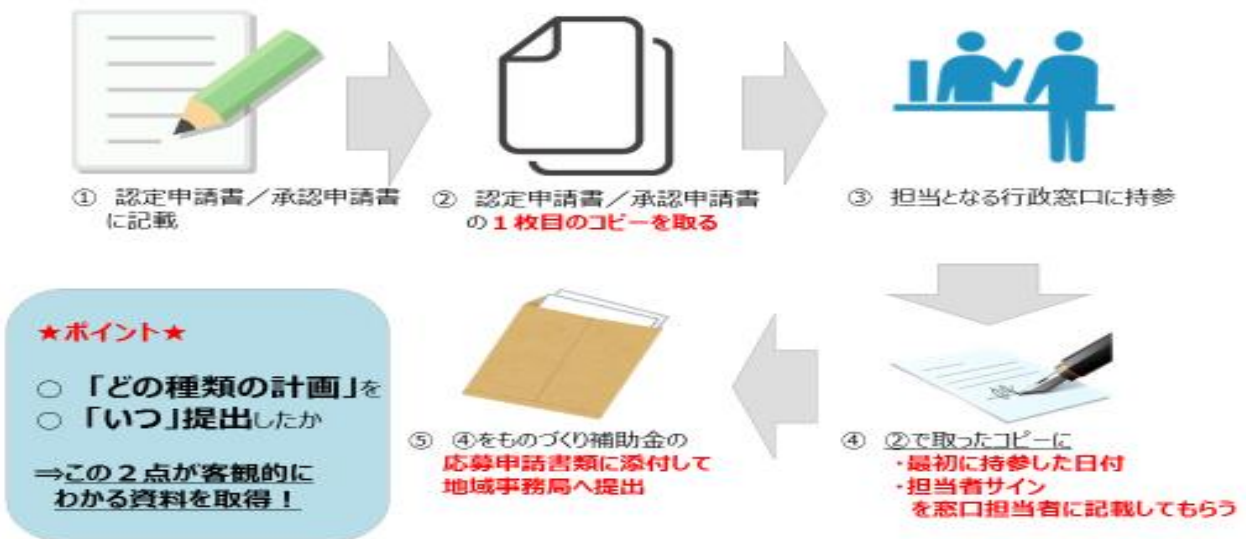 ① 認定申請書／承認申請書
に記載
② 認定申請書／承認申請書
の１枚目のコピーを取る
③ 担当となる行政窓口に持参
④ ②で取ったコピーに
・最初に持参した日付
・担当者サイン
を窓口担当者に記載してもらう
⑤ ④をものづくり補助金の
応募申請書類に添付して
地域事務局へ提出
★ポイント★
○ 「どの種類の計画」を
○ 「いつ」提出したか
⇒この２点が客観的に
わかる資料を取得！